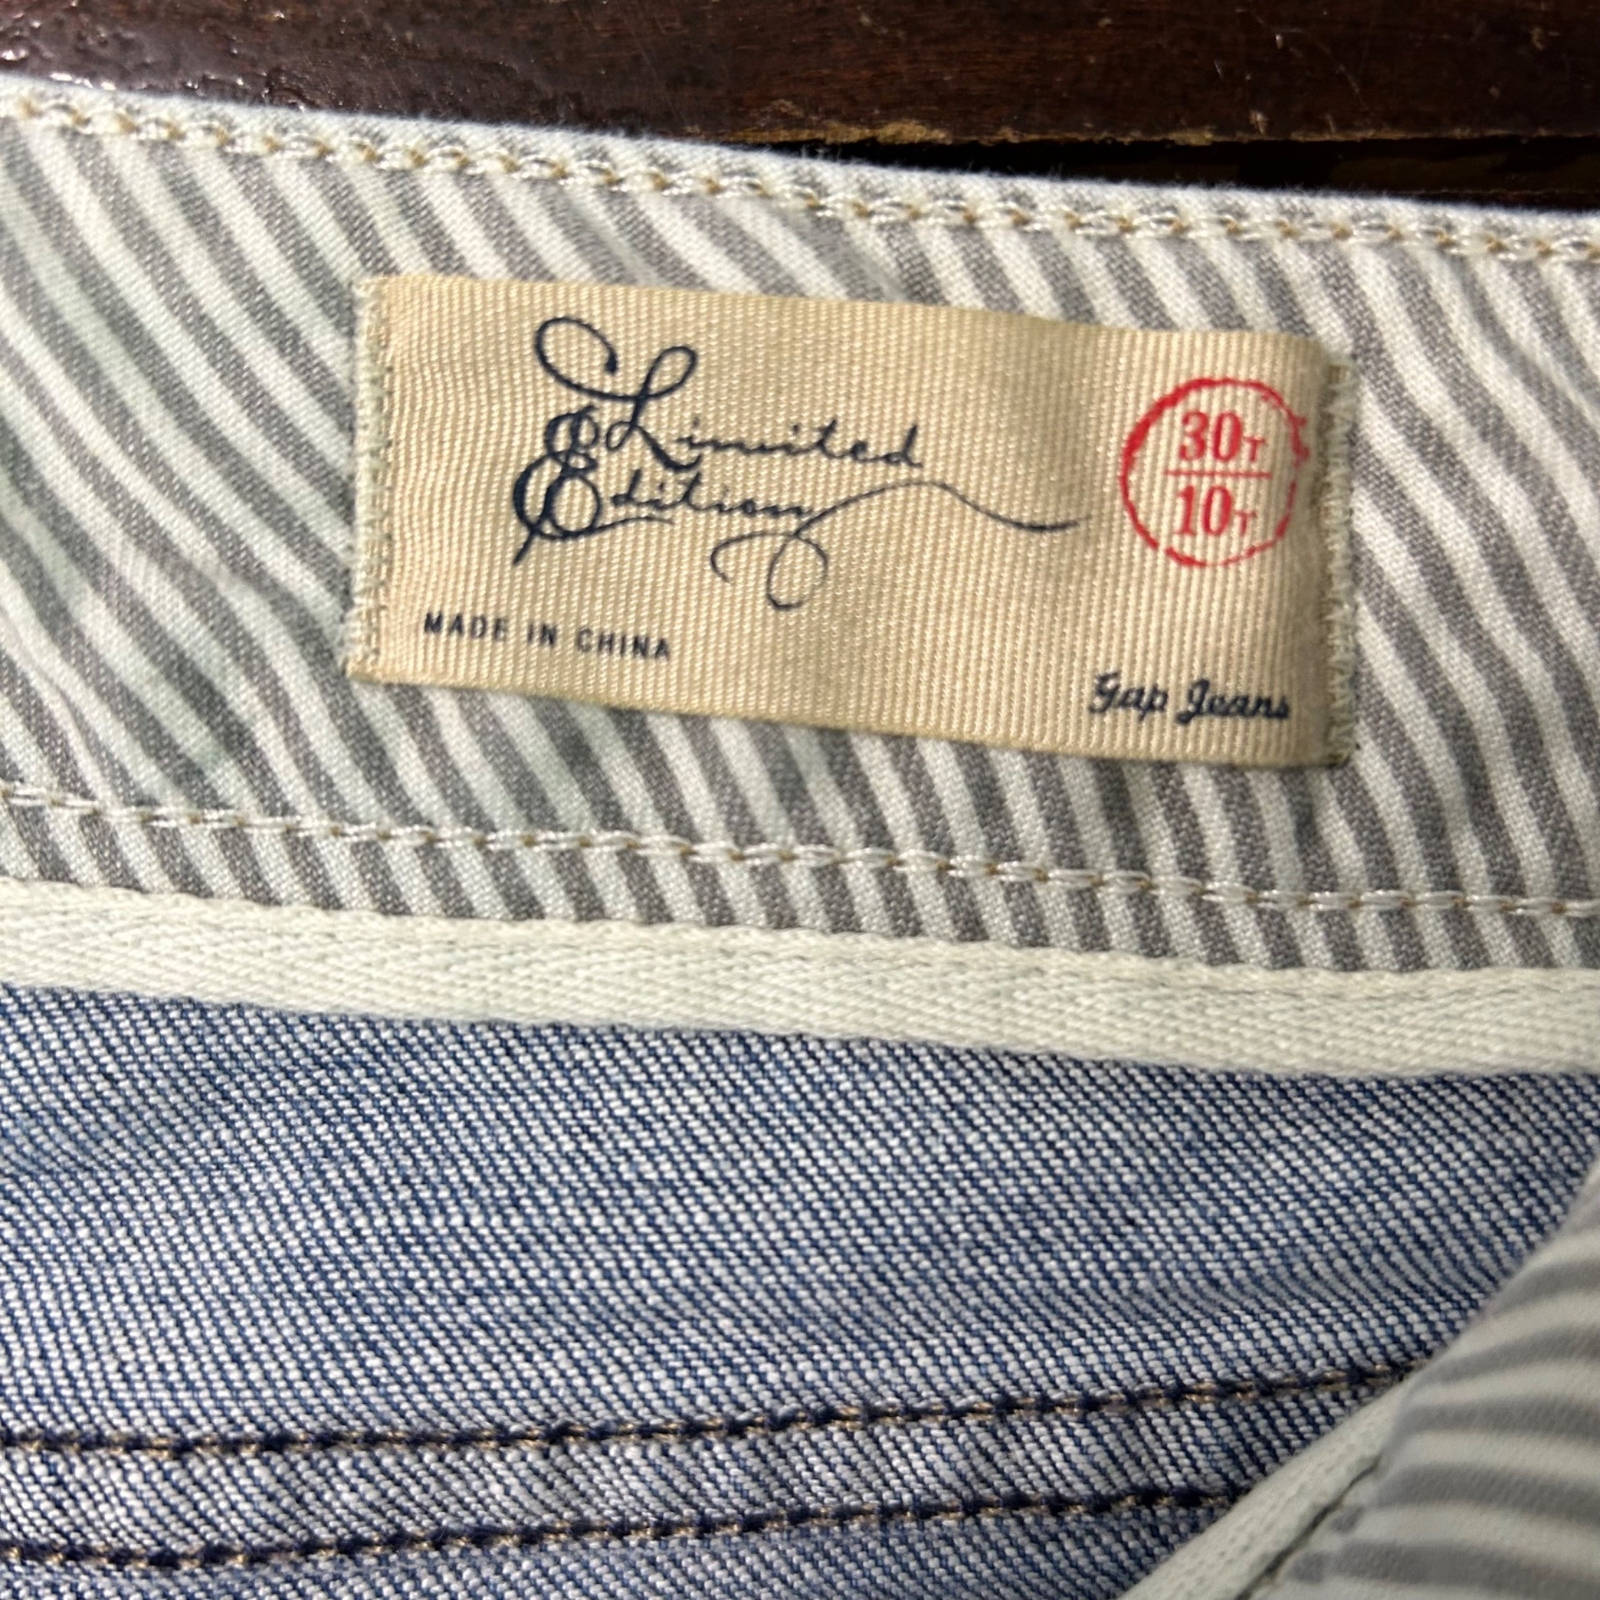 Limited
Edition
30T
10T
MADE IN CHINA
Gap Jeans